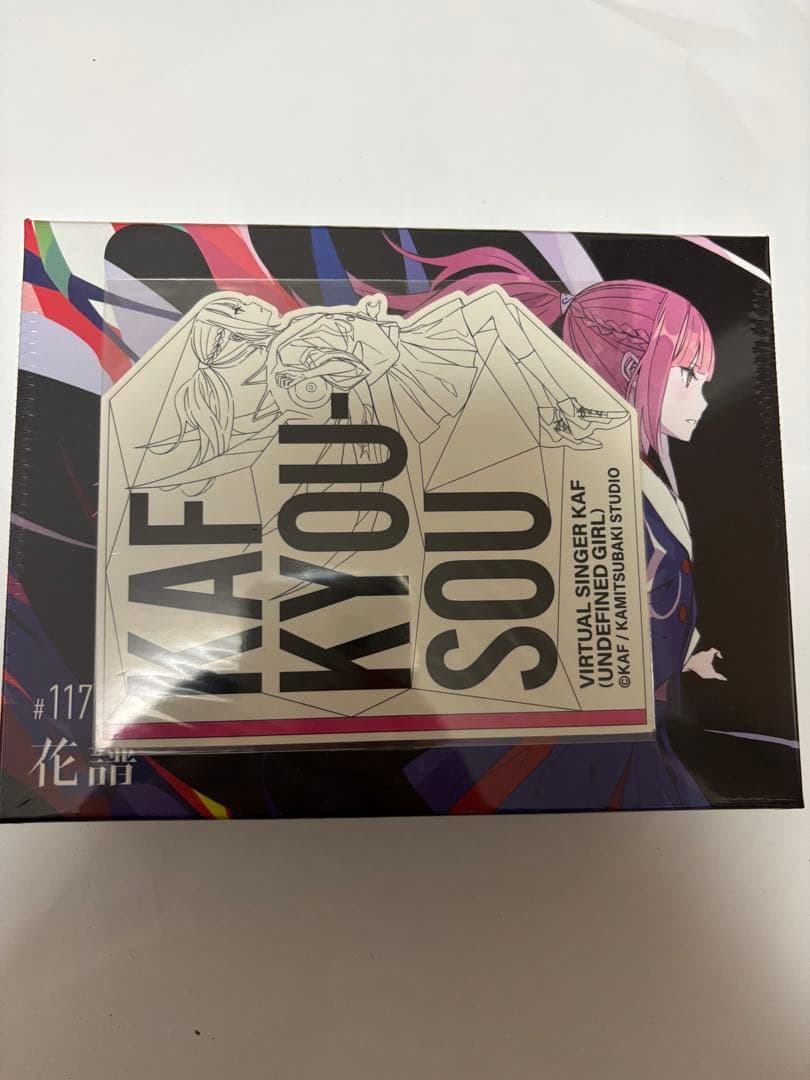 KAF
KYOU-
SOU
VIRTUAL SINGER KAF
(UNDEFINED GIRL)
©KAF / KAMITSUBAKI STUDIO
#117
花譜